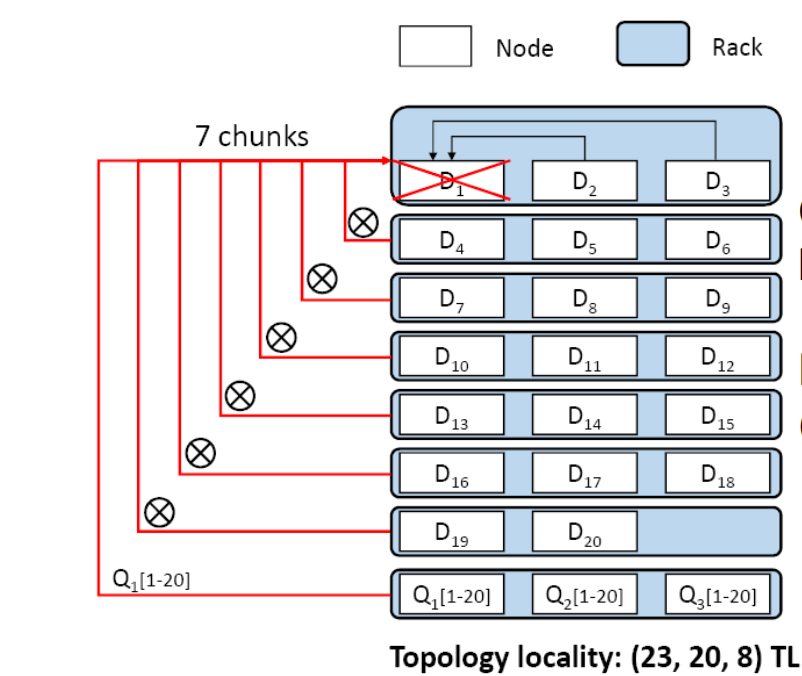 Node Rack
7 chunks
D1 D2 D3
D4 D5 D6
D7 D8 D9
D10 D11 D12
D13 D14 D15
D16 D17 D18
D19 D20
Q1[1-20]
Q1[1-20] Q2[1-20] Q3[1-20]
Topology locality: (23, 20, 8) TL